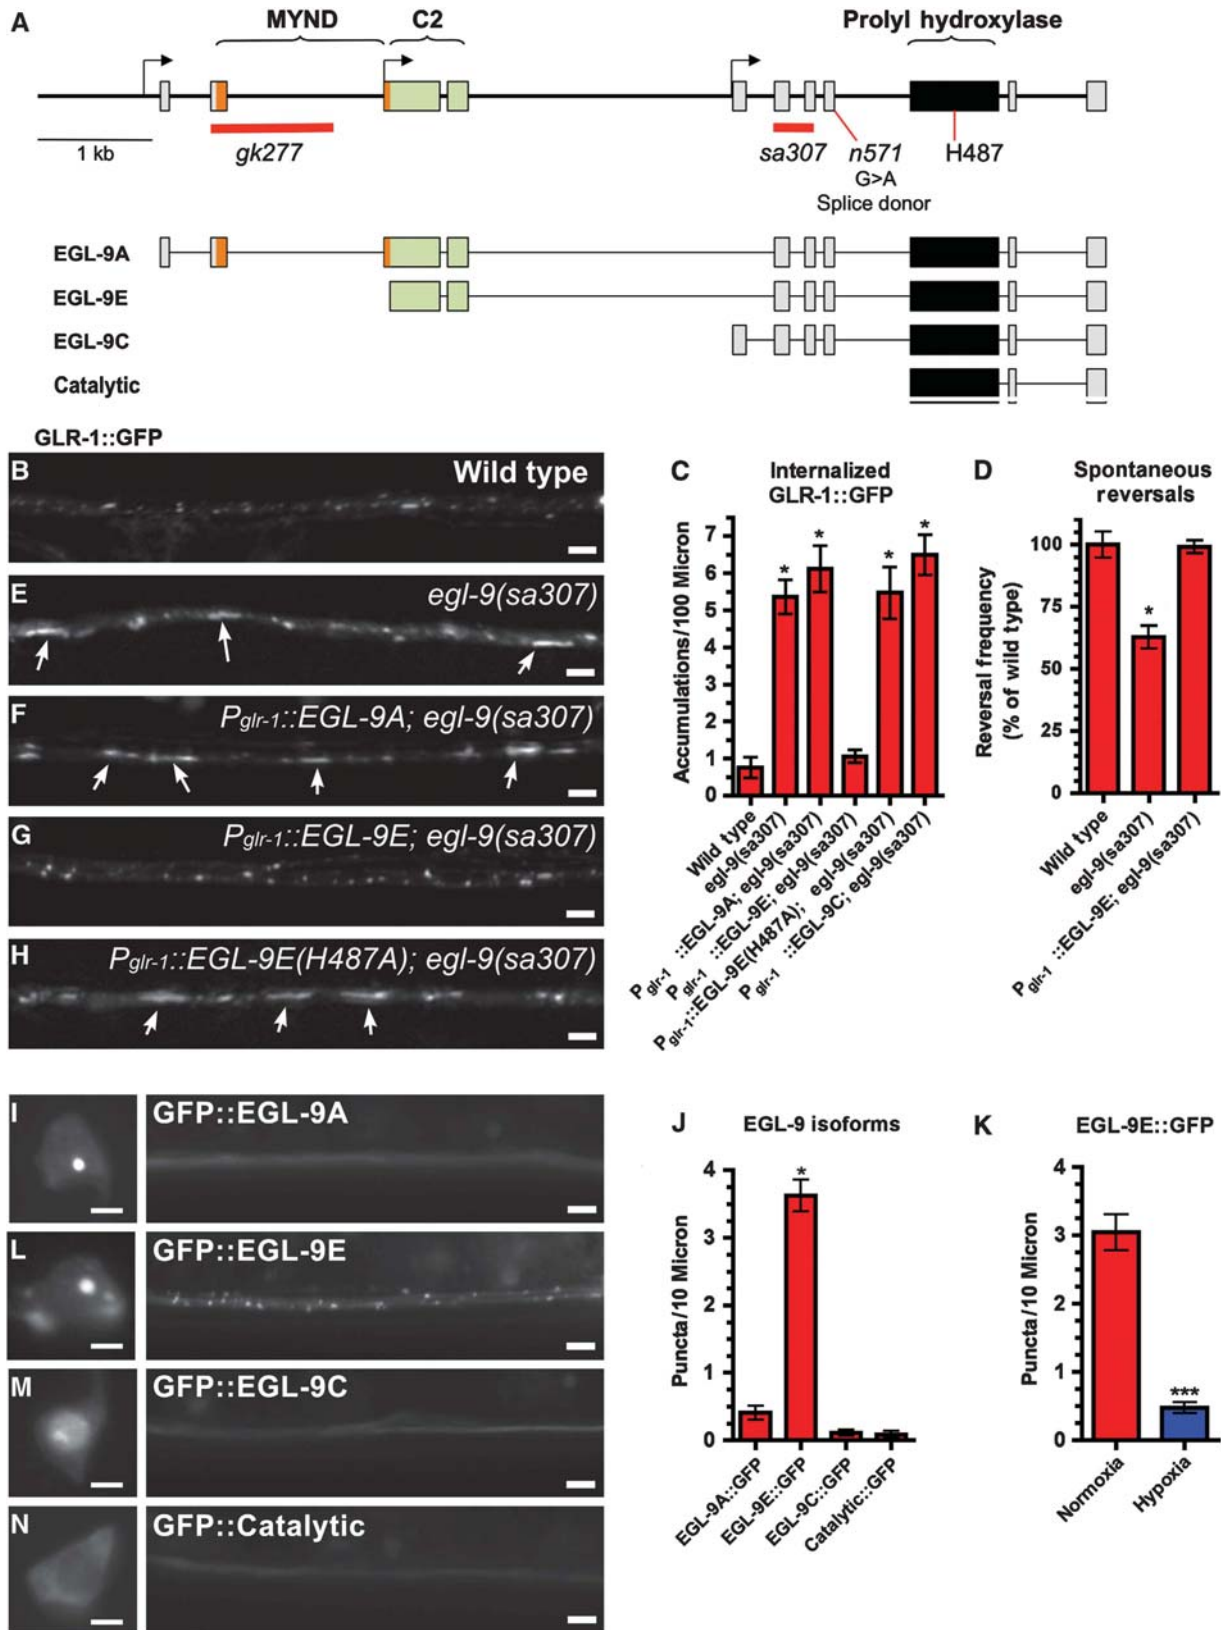 A
MYND
C2
Prolyl hydroxylase
1 kb
gk277
sa307
n571
G>A
Splice donor
H487
EGL-9A
EGL-9E
EGL-9C
Catalytic
GLR-1::GFP
B
Wild type
E
egl-9(sa307)
F
Pglr-1::EGL-9A; egl-9(sa307)
G
Pglr-1::EGL-9E; egl-9(sa307)
H
Pglr-1::EGL-9E(H487A); egl-9(sa307)
C
Internalized
GLR-1::GFP
Accumulations/100 Micron
7
6
5
4
3
2
1
0
* * * *
Wild type
egl-9(sa307)
Pglr-1 ::EGL-9A; egl-9(sa307)
Pglr-1 ::EGL-9E; egl-9(sa307)
Pglr-1::EGL-9E(H487A); egl-9(sa307)
Pglr-1 ::EGL-9C; egl-9(sa307)
D
Spontaneous
reversals
Reversal frequency
(% of wild type)
100
75
50
25
0
*
Wild type
egl-9(sa307)
Pglr-1 ::EGL-9E; egl-9(sa307)
I
GFP::EGL-9A
L
GFP::EGL-9E
M
GFP::EGL-9C
N
GFP::Catalytic
J
EGL-9 isoforms
Puncta/10 Micron
4
3
2
1
0
*
EGL-9A::GFP
EGL-9E::GFP
EGL-9C::GFP
Catalytic::GFP
K
EGL-9E::GFP
Puncta/10 Micron
4
3
2
1
0
***
Normoxia
Hypoxia